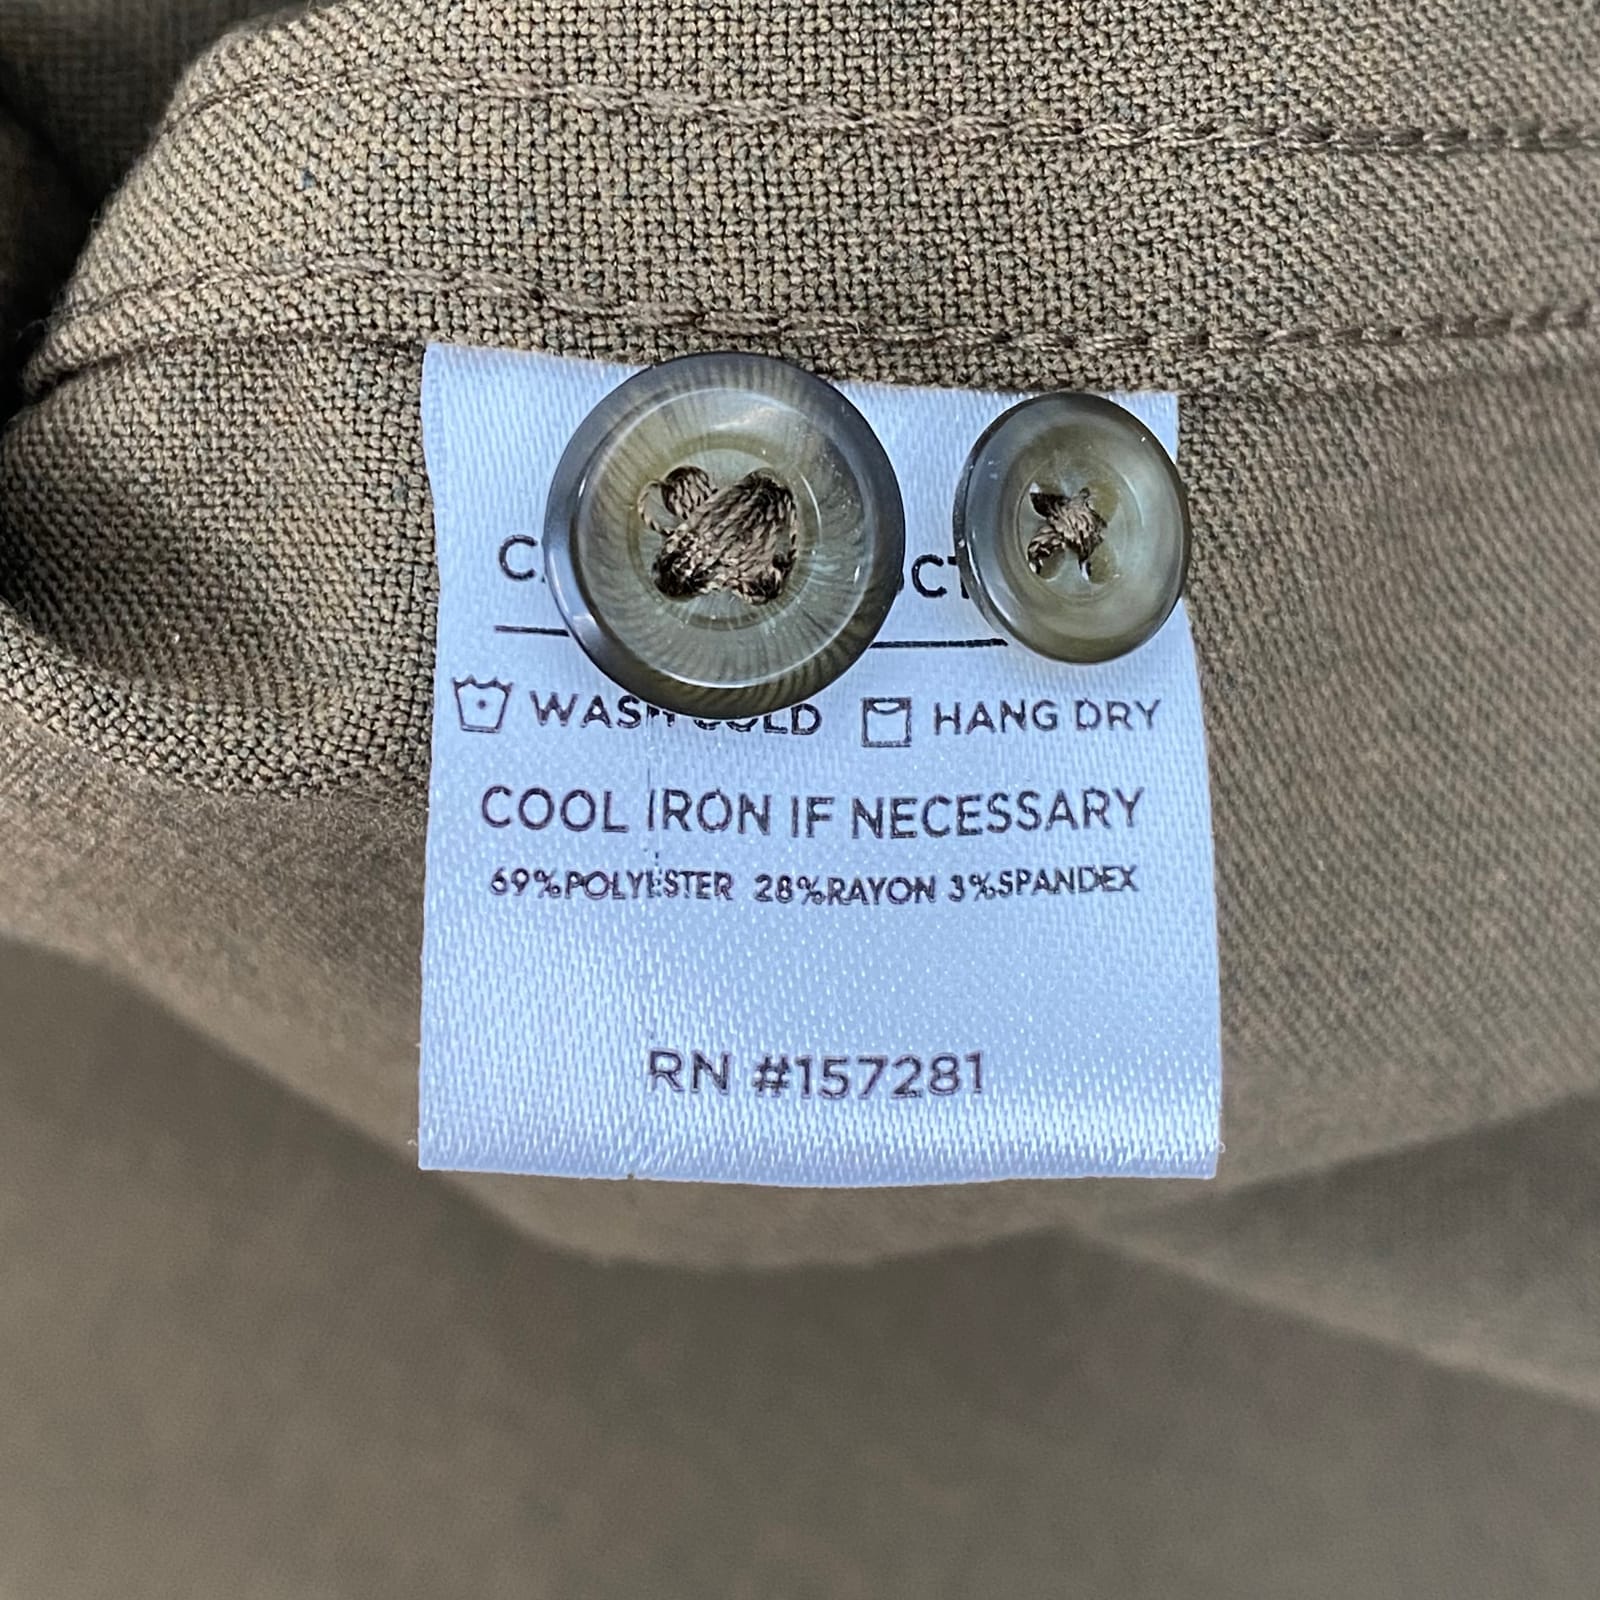 WASH COLD HANG DRY
COOL IRON IF NECESSARY
69%POLYESTER 28%RAYON 3%SPANDEX
RN #157281